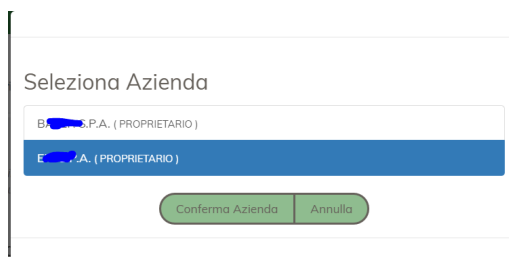 Seleziona Azienda
S.P.A. ( PROPRIETARIO )
( PROPRIETARIO )
Conferma Azienda Annulla